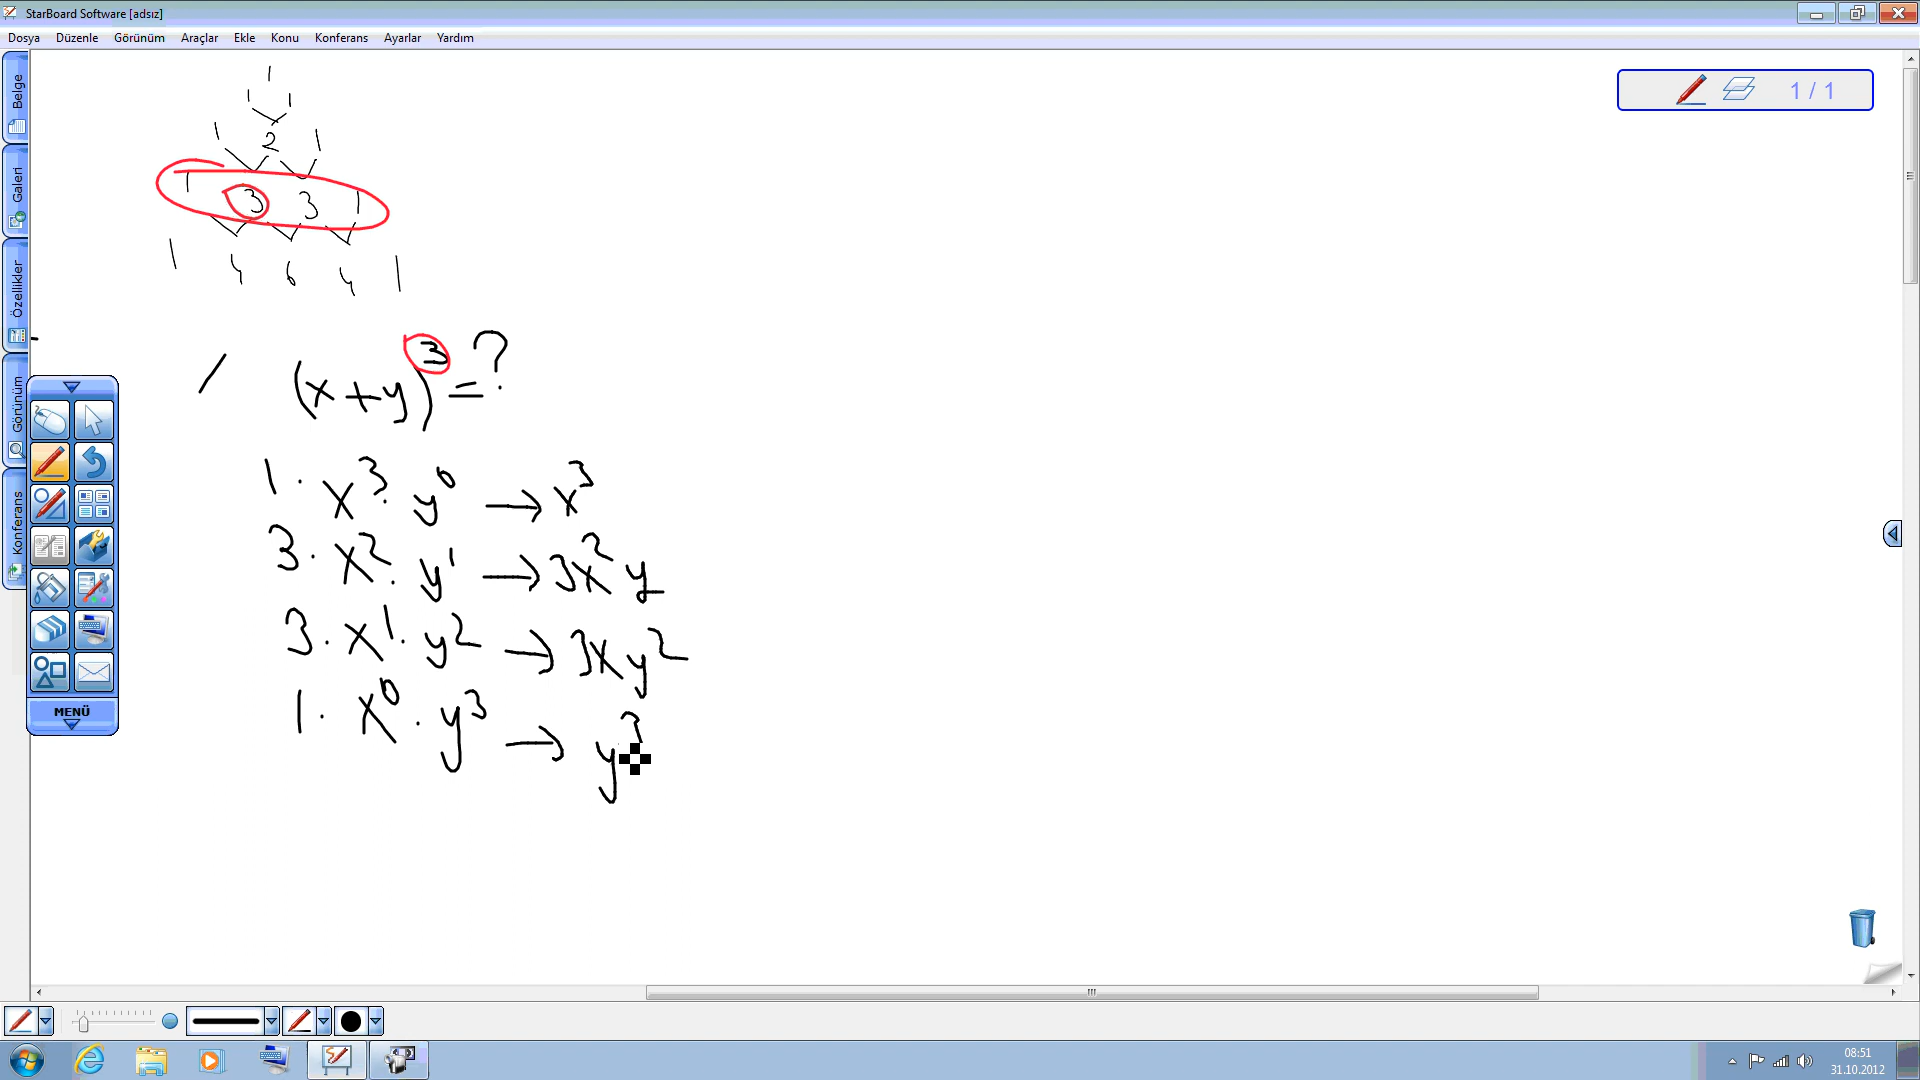 StarBoard Software [adsız]
Dosya Düzenle Görünüm Araçlar Ekle Konu Konferans Ayarlar Yardım
Belge
Galeri
Özellikler
Görünüm
Konferans
1 / 1
1
1 1
1 2 1
1 3 3 1
1 4 6 4 1
/ (x+y)³=?
1. x³. y⁰ → x³
3. x². y¹ → 3x²y
3. x¹. y² → 3xy²
1. x⁰. y³ → y³
MENÜ
08:51
31.10.2012